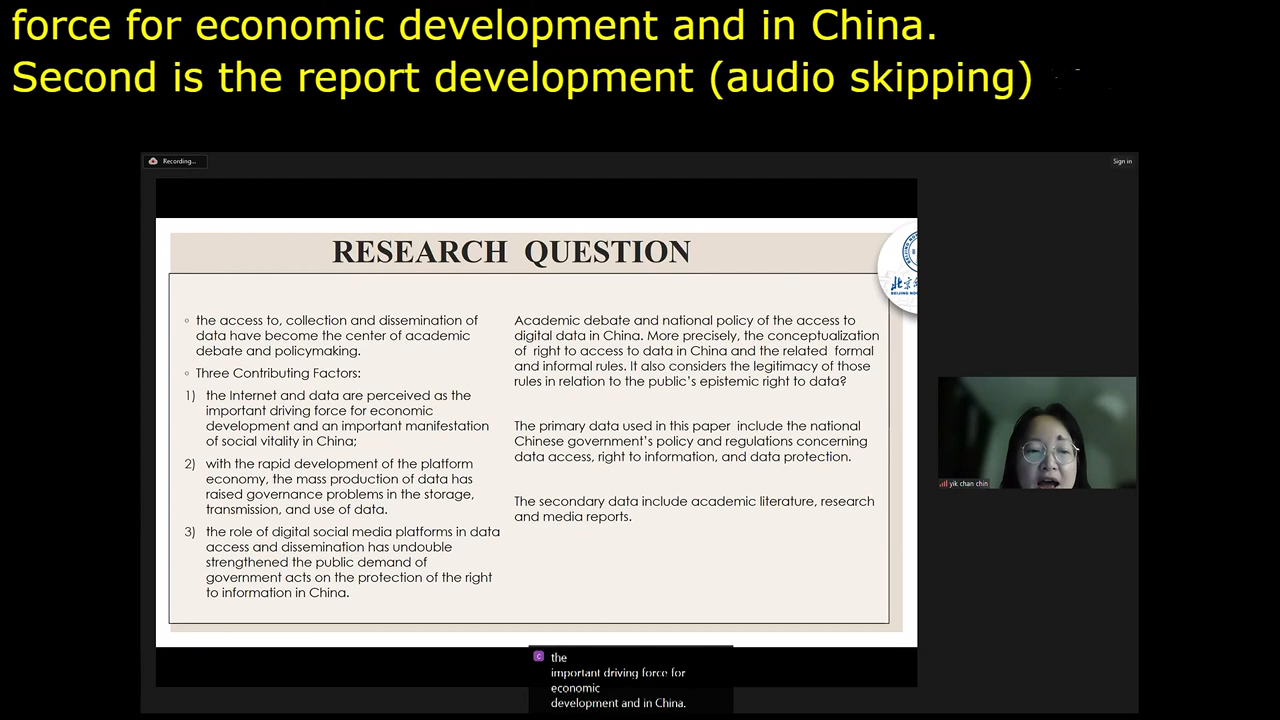 force for economic development and in China.
Second is the report development (audio skipping)
Recording...
Sign in
RESEARCH QUESTION
the access to, collection and dissemination of
data have become the center of academic
debate and policymaking.
Three Contributing Factors:
1) the Internet and data are perceived as the
important driving force for economic
development and an important manifestation
of social vitality in China;
2) with the rapid development of the platform
economy, the mass production of data has
raised governance problems in the storage,
transmission, and use of data.
3) the role of digital social media platforms in data
access and dissemination has undouble
strengthened the public demand of
government acts on the protection of the right
to information in China.
Academic debate and national policy of the access to
digital data in China. More precisely, the conceptualization
of right to access to data in China and the related formal
and informal rules. It also considers the legitimacy of those
rules in relation to the public's epistemic right to data?
The primary data used in this paper include the national
Chinese government's policy and regulations concerning
data access, right to information, and data protection.
The secondary data include academic literature, research
and media reports.
北京
yik chan chin
C
the
important driving force for
economic
development and in China.